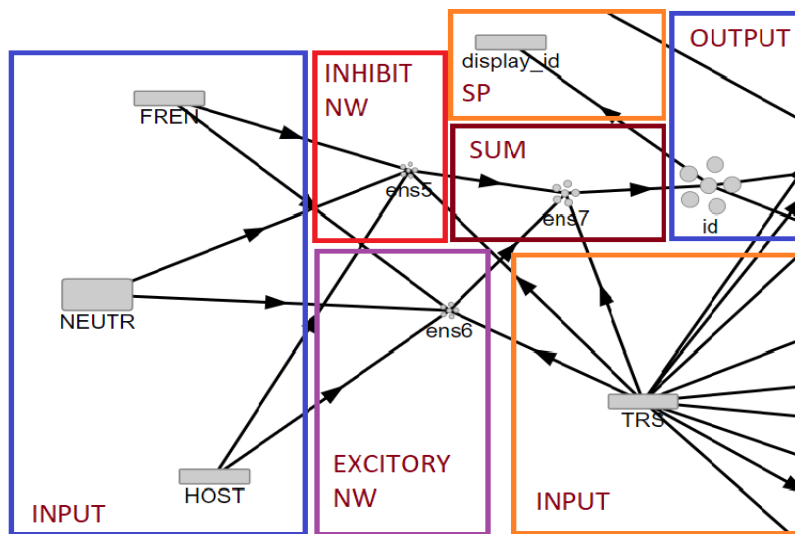 FREN
NEUTR
HOST
INPUT
INHIBIT
NW
ens5
EXCITORY
NW
ens6
display_id
SP
SUM
ens7
OUTPUT
id
TRS
INPUT